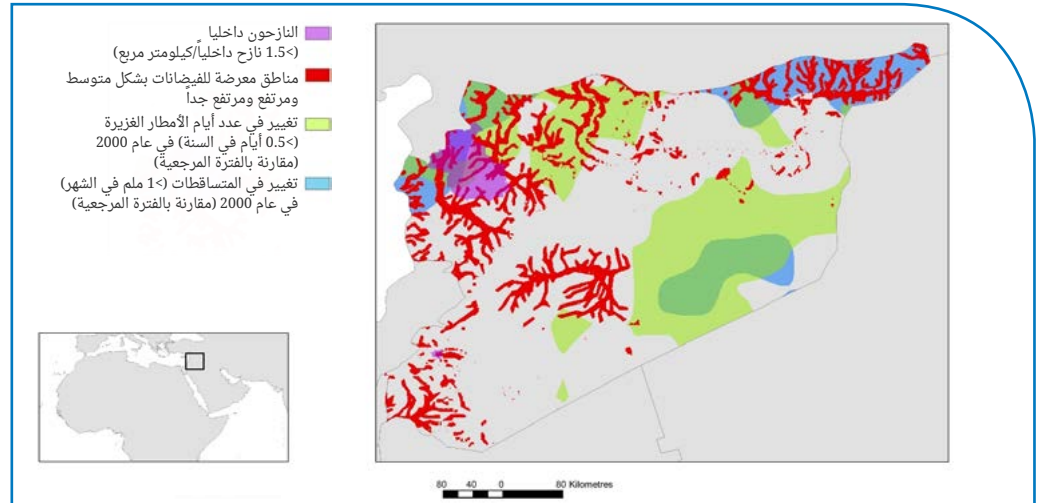 النازحون داخليا
(<1.5 نازح داخلياً/كيلومتر مربع)
مناطق معرضة للفيضانات بشكل متوسط
ومرتفع ومرتفع جداً
تغيير في عدد أيام الأمطار الغزيرة
(<0.5 أيام في السنة) في عام 2000
(مقارنة بالفترة المرجعية)
تغيير في المتساقطات (<1 ملم في الشهر)
في عام 2000 (مقارنة بالفترة المرجعية)
80 40 0 80 Kilometres